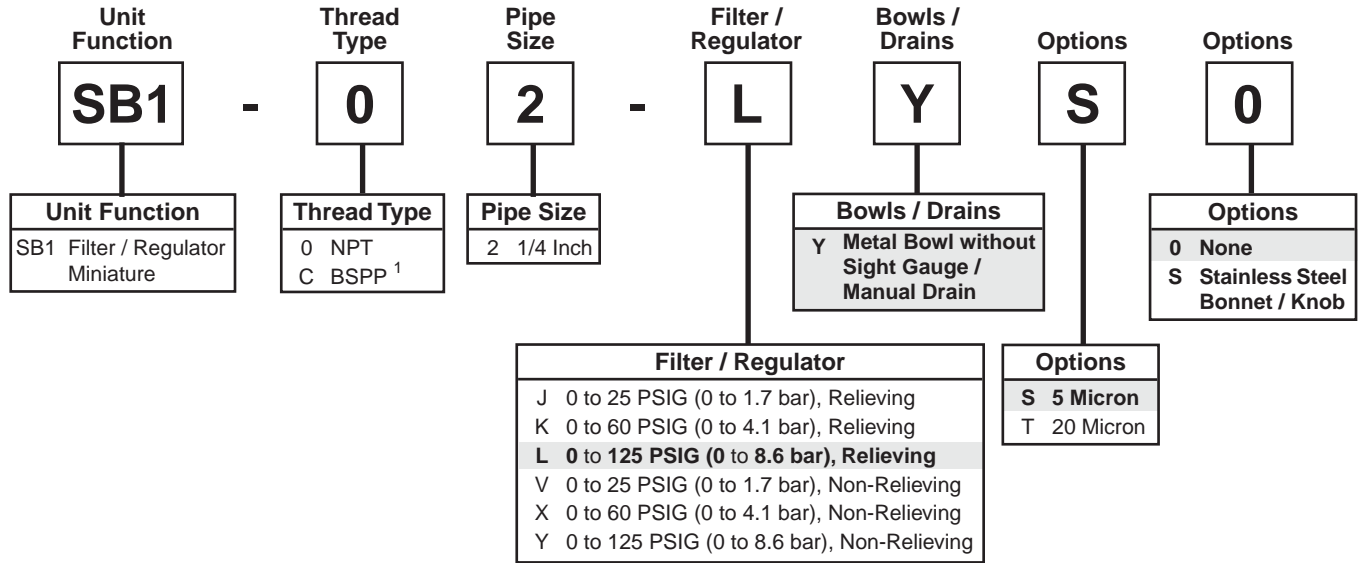 Unit Function
Thread Type
Pipe Size
Filter / Regulator
Bowls / Drains
Options
Options
SB1 - 0 2 - L Y S 0
Unit Function
SB1 Filter / Regulator
Miniature
Thread Type
0 NPT
C BSPP 1
Pipe Size
2 1/4 Inch
Bowls / Drains
Y Metal Bowl without
Sight Gauge /
Manual Drain
Options
0 None
S Stainless Steel
Bonnet / Knob
Filter / Regulator
J 0 to 25 PSIG (0 to 1.7 bar), Relieving
K 0 to 60 PSIG (0 to 4.1 bar), Relieving
L 0 to 125 PSIG (0 to 8.6 bar), Relieving
V 0 to 25 PSIG (0 to 1.7 bar), Non-Relieving
X 0 to 60 PSIG (0 to 4.1 bar), Non-Relieving
Y 0 to 125 PSIG (0 to 8.6 bar), Non-Relieving
Options
S 5 Micron
T 20 Micron